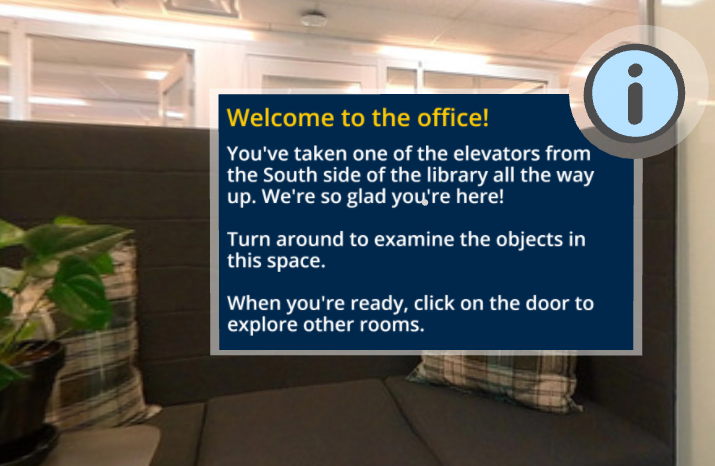 Welcome to the office!
You've taken one of the elevators from
the South side of the library all the way
up. We're so glad you're here!
Turn around to examine the objects in
this space.
When you're ready, click on the door to
explore other rooms.